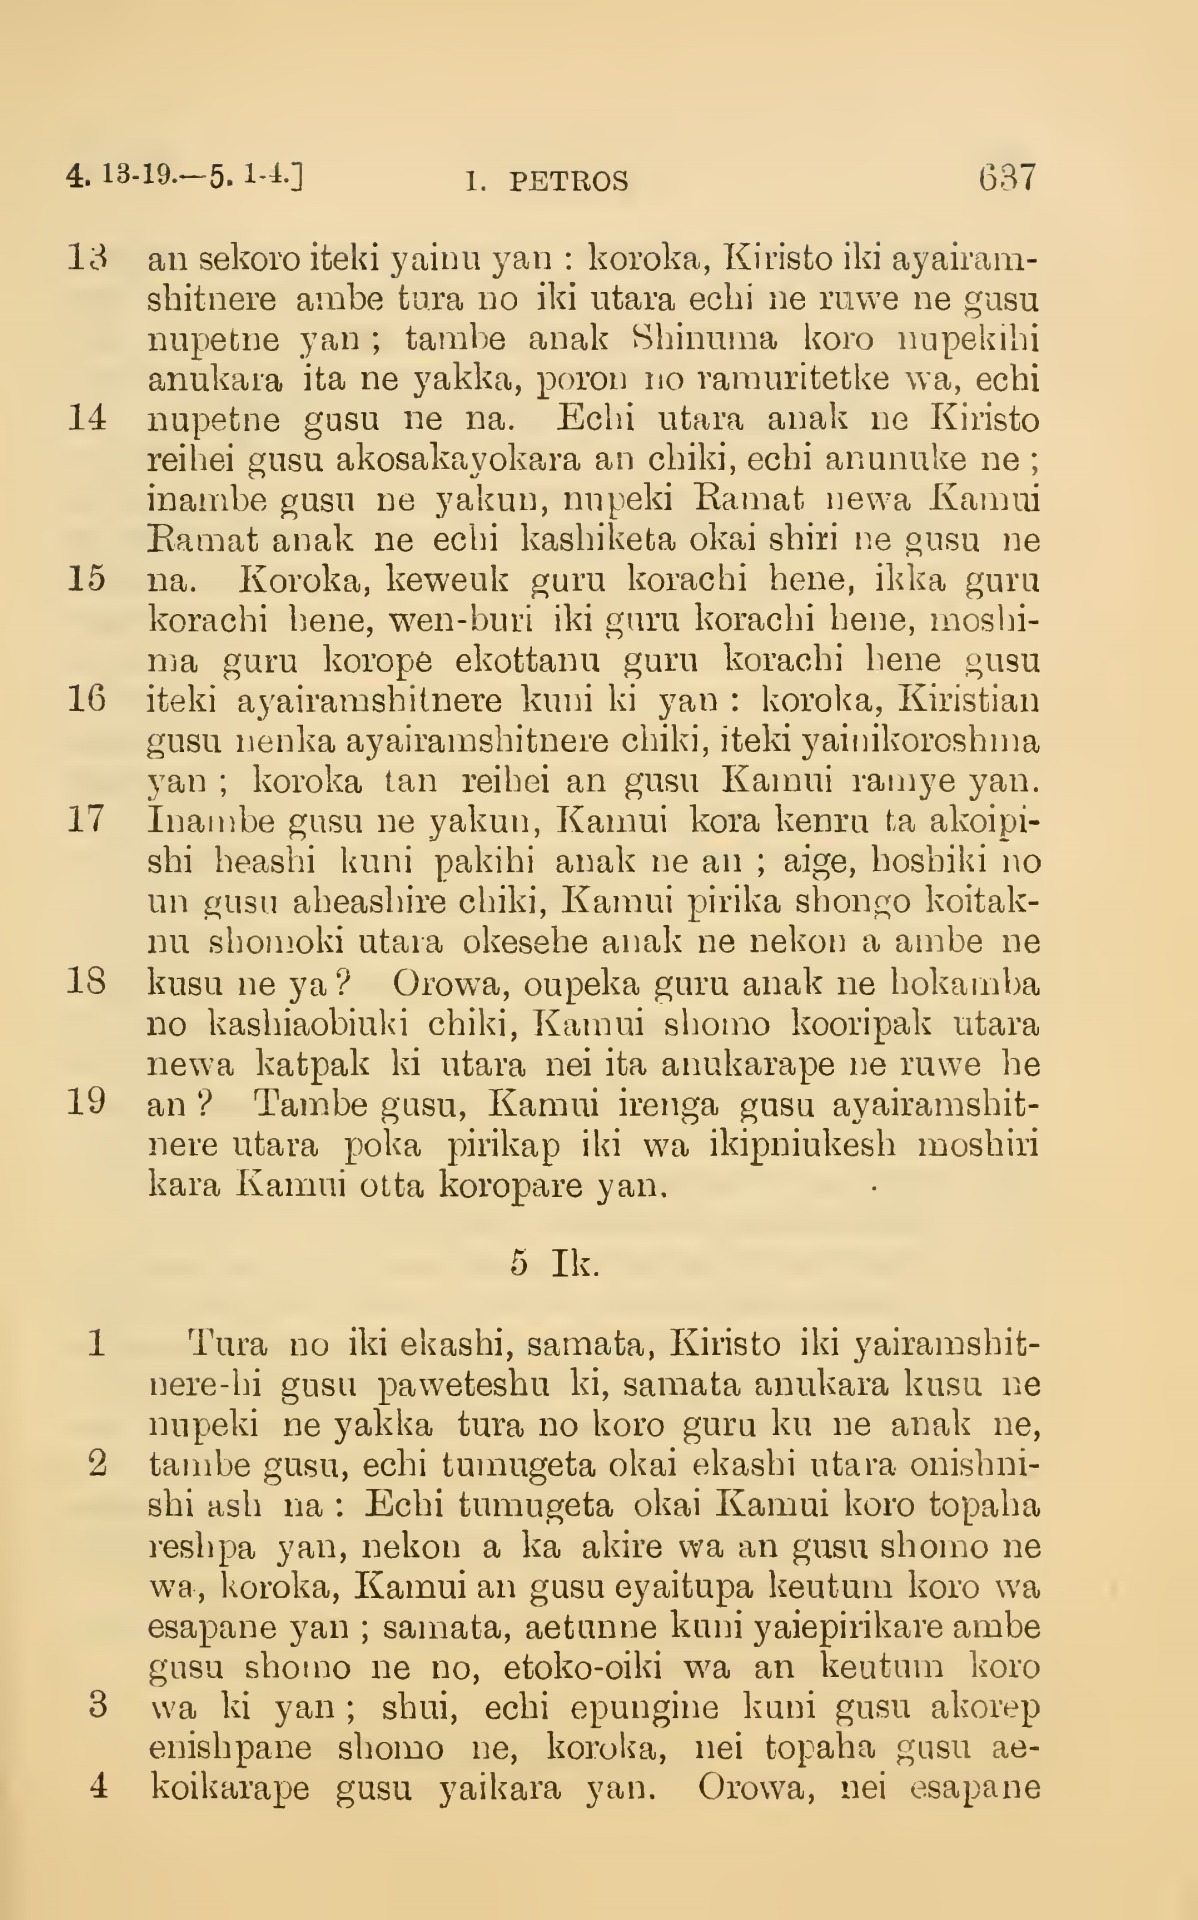 4. 13-19.—5. 1-4.] I. PETROS 637
13 an sekoro iteki yainu yan : koroka, Kiristo iki ayairam-
shitnere ambe tura no iki utara echi ne ruwe ne gusu
nupetne yan ; tambe anak Shinuma koro nupekihi
anukara ita ne yakka, poron no ramuritetke wa, echi
14 nupetne gusu ne na. Echi utara anak ne Kiristo
reihei gusu akosakayokara an chiki, echi anunuke ne ;
inambe gusu ne yakun, nupeki Ramat newa Kamui
Ramat anak ne echi kashiketa okai shiri ne gusu ne
15 na. Koroka, keweuk guru korachi hene, ikka guru
korachi hene, wen-buri iki guru korachi hene, moshi-
ma guru korope ekottanu guru korachi hene gusu
16 iteki ayairamshitnere kuni ki yan : koroka, Kiristian
gusu nenka ayairamshitnere chiki, iteki yainikoroshma
yan ; koroka tan reihei an gusu Kamui ramye yan.
17 Inambe gusu ne yakun, Kamui kora kenru ta akoipi-
shi heashi kuni pakihi anak ne an ; aige, hoshiki no
un gusu aheashire chiki, Kamui pirika shongo koitak-
nu shomoki utara okesehe anak ne nekon a ambe ne
18 kusu ne ya ? Orowa, oupeka guru anak ne hokamba
no kashiaobiuki chiki, Kamui shomo kooripak utara
newa katpak ki utara nei ita anukarape ne ruwe he
19 an ? Tambe gusu, Kamui irenga gusu ayairamshit-
nere utara poka pirikap iki wa ikipniukesh moshiri
kara Kamui otta koropare yan.
5 Ik.
1 Tura no iki ekashi, samata, Kiristo iki yairamshit-
nere-hi gusu paweteshu ki, samata anukara kusu ne
nupeki ne yakka tura no koro guru ku ne anak ne,
2 tambe gusu, echi tumugeta okai ekashi utara onishni-
shi ash na : Echi tumugeta okai Kamui koro topaha
reshpa yan, nekon a ka akire wa an gusu shomo ne
wa, koroka, Kamui an gusu eyaitupa keutum koro wa
esapane yan ; samata, aetunne kuni yaiepirikare ambe
gusu shomo ne no, etoko-oiki wa an keutum koro
3 wa ki yan ; shui, echi epungine kuni gusu akorep
enishpane shomo ne, koroka, nei topaha gusu ae-
4 koikarape gusu yaikara yan. Orowa, nei esapane